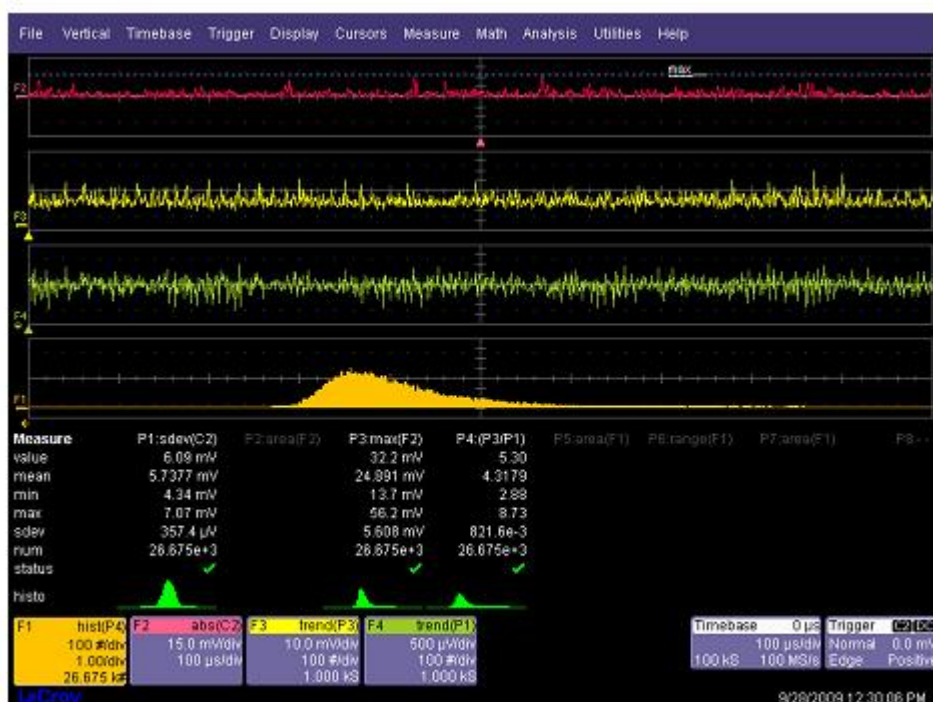 File Vertical Timebase Trigger Display Cursors Measure Math Analysis Utilities Help
max
F2
F3
F4
F1
Measure P1:sdev(C2) P2:area(F2) P3:max(F2) P4:(P3/P1) P5:area(F1) P6:range(F1) P7:area(F1) P8:--
value 6.09 mV 32.2 mV 5.30
mean 5.7377 mV 24.891 mV 4.3179
min 4.34 mV 13.7 mV 2.88
max 7.07 mV 56.2 mV 8.73
sdev 357.4 µV 5.608 mV 821.6e-3
num 26.675e+3 26.675e+3 26.675e+3
status
histo
F1 hist(P4) F2 abs(C2) F3 trend(P3) F4 trend(P1) Timebase 0 µs Trigger C2 DC
100 #/div 15.0 mV/div 10.0 mV/div 500 µV/div 100 µs/div Normal 0.0 mV
1.00/div 100 µs/div 100 #/div 100 #/div 100 kS 100 MS/s Edge Positive
26.675 k# 1.000 kS 1.000 kS
LeCroy 9/28/2009 12:30:06 PM